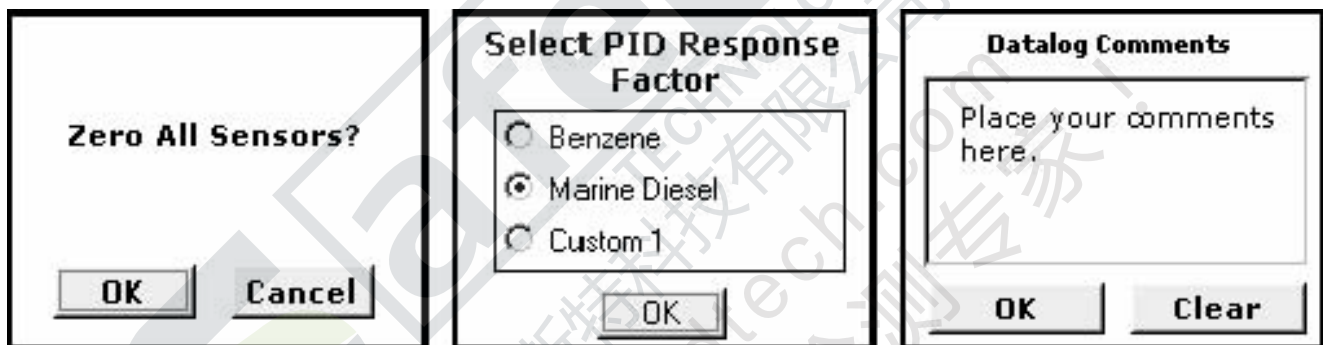 Zero All Sensors?
OK Cancel
Select PID Response
Factor
Benzene
Marine Diesel
Custom 1
OK
Datalog Comments
Place your comments
here.
OK Clear